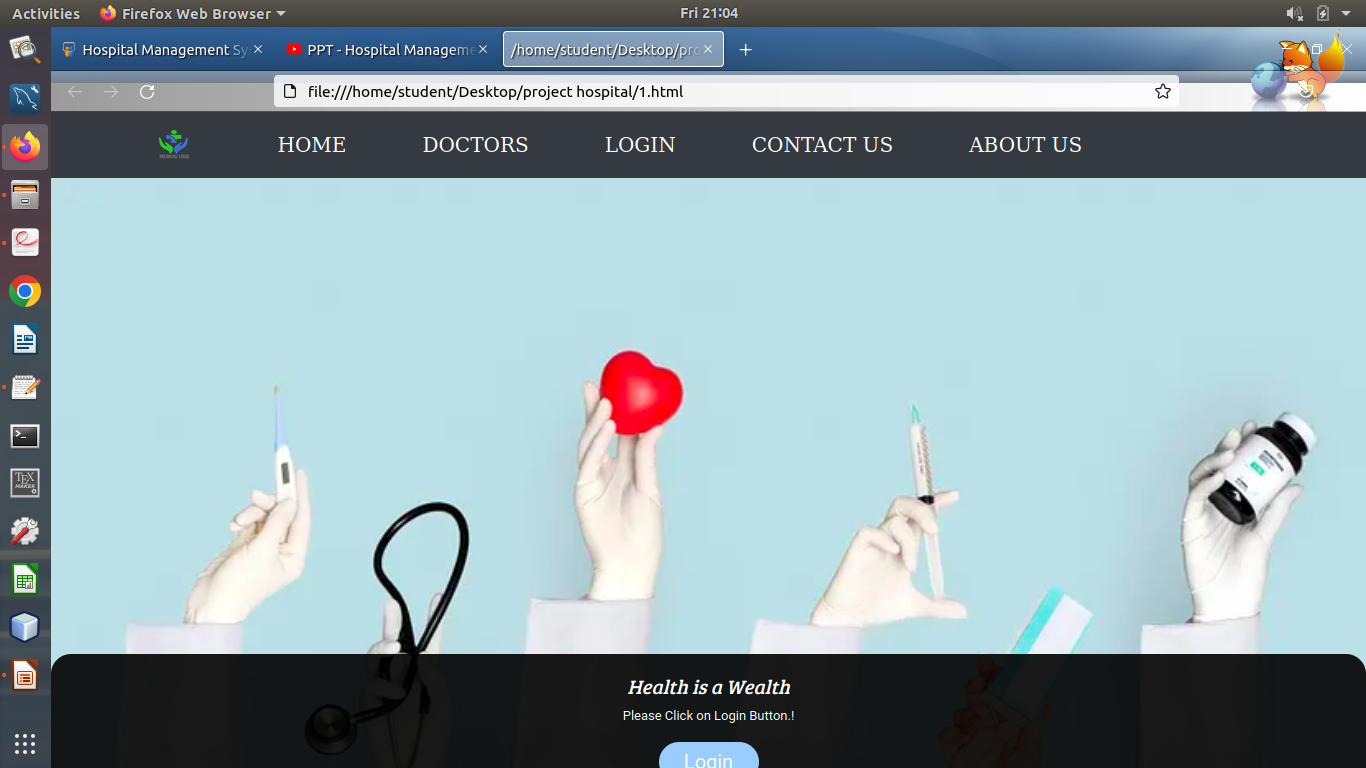 Activities
Firefox Web Browser
Fri 21:04
Hospital Management Sy
PPT - Hospital Manageme
/home/student/Desktop/pro
file:///home/student/Desktop/project hospital/1.html
HOME
DOCTORS
LOGIN
CONTACT US
ABOUT US
TEX
MAKER
Health is a Wealth
Please Click on Login Button.!
Login